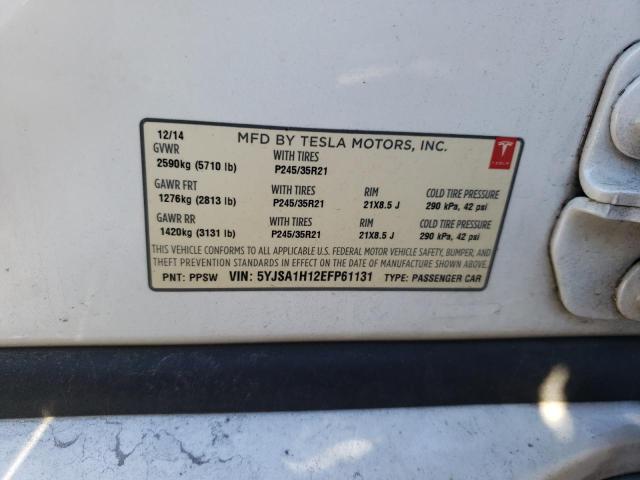 12/14
MFD BY TESLA MOTORS, INC.
GVWR WITH TIRES
2590kg (5710 lb) P245/35R21
TESLA
GAWR FRT WITH TIRES RIM COLD TIRE PRESSURE
1276kg (2813 lb) P245/35R21 21X8.5 J 290 kPa, 42 psi
GAWR RR WITH TIRES RIM COLD TIRE PRESSURE
1420kg (3131 lb) P245/35R21 21X8.5 J 290 kPa, 42 psi
THIS VEHICLE CONFORMS TO ALL APPLICABLE U.S. FEDERAL MOTOR VEHICLE SAFETY, BUMPER, AND
THEFT PREVENTION STANDARDS IN EFFECT ON THE DATE OF MANUFACTURE SHOWN ABOVE.
PNT: PPSW VIN: 5YJSA1H12EFP61131 TYPE: PASSENGER CAR